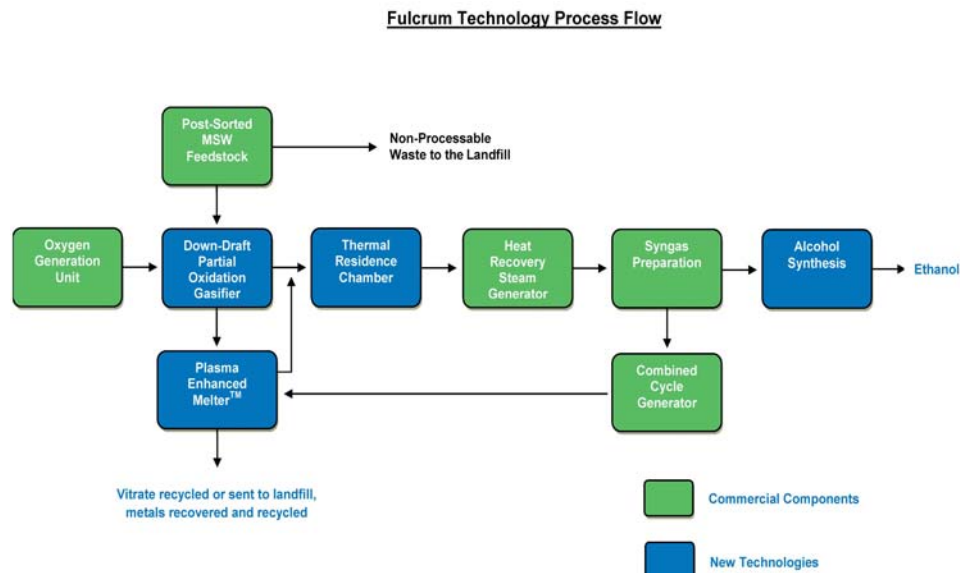 Fulcrum Technology Process Flow
Post-Sorted
MSW
Feedstock
Non-Processable
Waste to the Landfill
Oxygen
Generation
Unit
Down-Draft
Partial
Oxidation
Gasifier
Thermal
Residence
Chamber
Heat
Recovery
Steam
Generator
Syngas
Preparation
Alcohol
Synthesis
Ethanol
Plasma
Enhanced
Melter™
Combined
Cycle
Generator
Vitrate recycled or sent to landfill,
metals recovered and recycled
Commercial Components
New Technologies